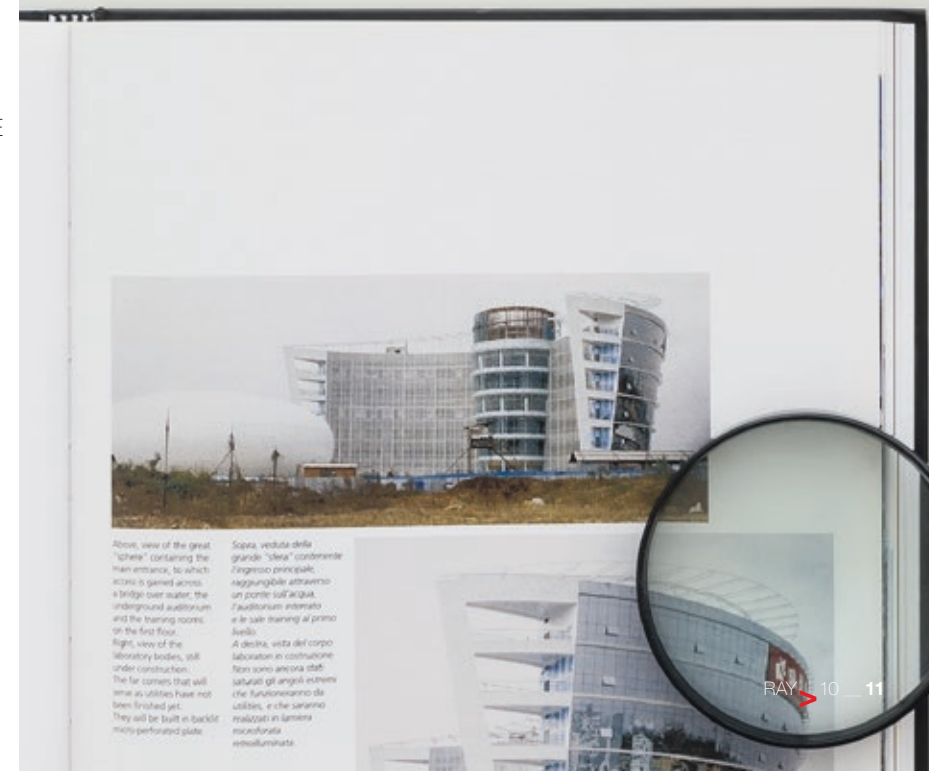 Above, view of the great
"sphere" containing the
main entrance, to which
access is gained across
a bridge over water, the
underground auditorium
and the training rooms
on the first floor.
Right, view of the
laboratory bodies, still
under construction.
The far corners that will
serve as utilities have not
been finished yet.
They will be built in backlit
micro-perforated plate.
Sopra, veduta della
grande "sfera" contenente
l'ingresso principale,
raggiungibile attraverso
un ponte sull'acqua,
l'auditorium interrato
e le sale training al primo
livello.
A destra, vista del corpo
laboratori in costruzione.
Non sono ancora stati
saturati gli angoli estremi
che funzioneranno da
utilities, e che saranno
realizzati in lamiera
microforata
retroilluminata.
RAY > 10 __ 11